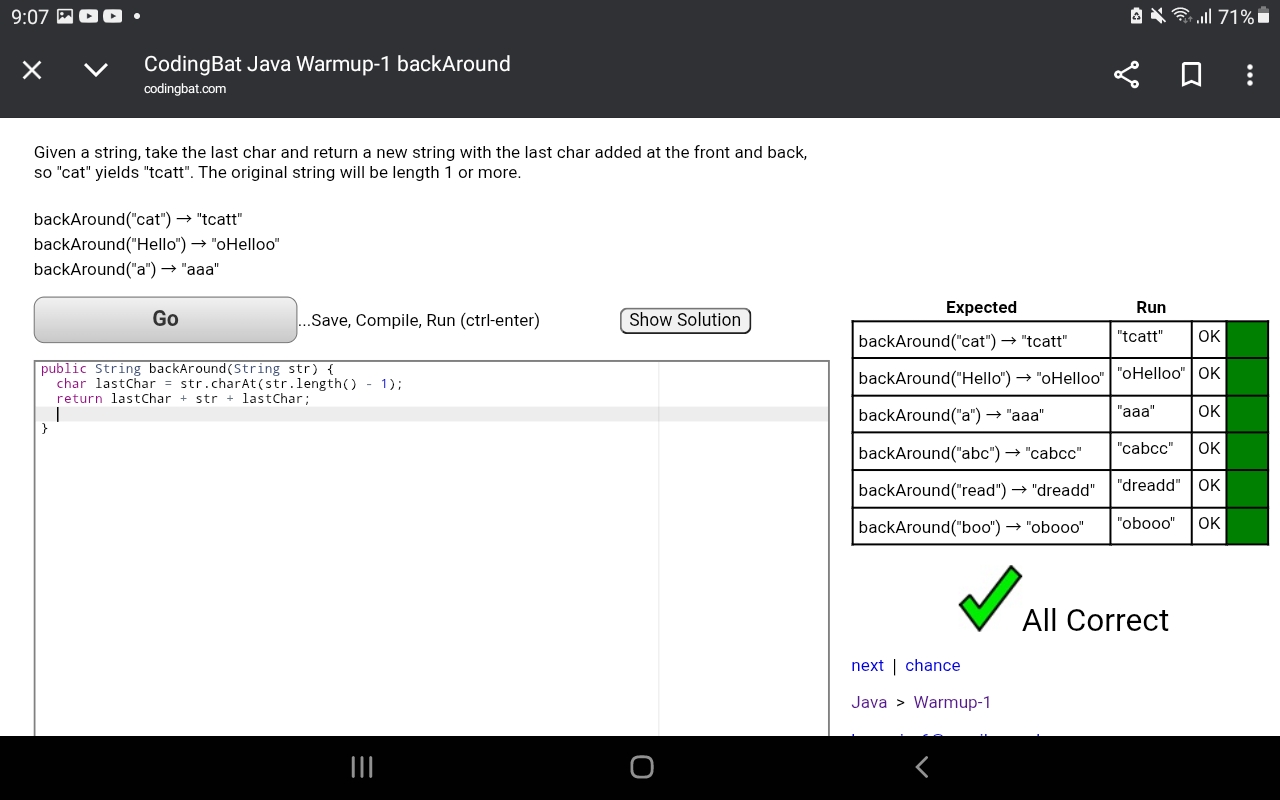 9:07
71%
CodingBat Java Warmup-1 backAround
codingbat.com
Given a string, take the last char and return a new string with the last char added at the front and back,
so "cat" yields "tcatt". The original string will be length 1 or more.
backAround("cat") → "tcatt"
backAround("Hello") → "oHelloo"
backAround("a") → "aaa"
Go
...Save, Compile, Run (ctrl-enter)
Show Solution
public String backAround(String str) {
  char lastChar = str.charAt(str.length() - 1);
  return lastChar + str + lastChar;
}
Expected Run
backAround("cat") → "tcatt" "tcatt" OK
backAround("Hello") → "oHelloo" "oHelloo" OK
backAround("a") → "aaa" "aaa" OK
backAround("abc") → "cabcc" "cabcc" OK
backAround("read") → "dreadd" "dreadd" OK
backAround("boo") → "obooo" "obooo" OK
All Correct
next | chance
Java > Warmup-1